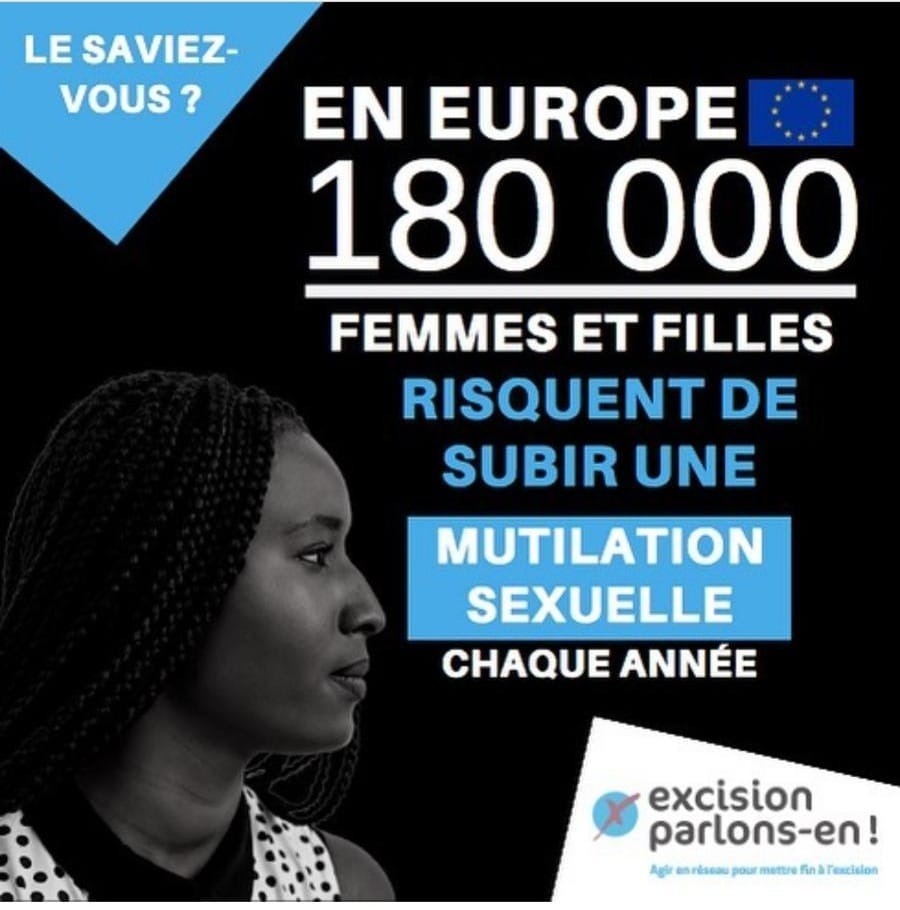 LE SAVIEZ-
VOUS ?
EN EUROPE
180 000
FEMMES ET FILLES
RISQUENT DE
SUBIR UNE
MUTILATION
SEXUELLE
CHAQUE ANNÉE
excision
parlons-en !
Agir en réseau pour mettre fin à l'excision